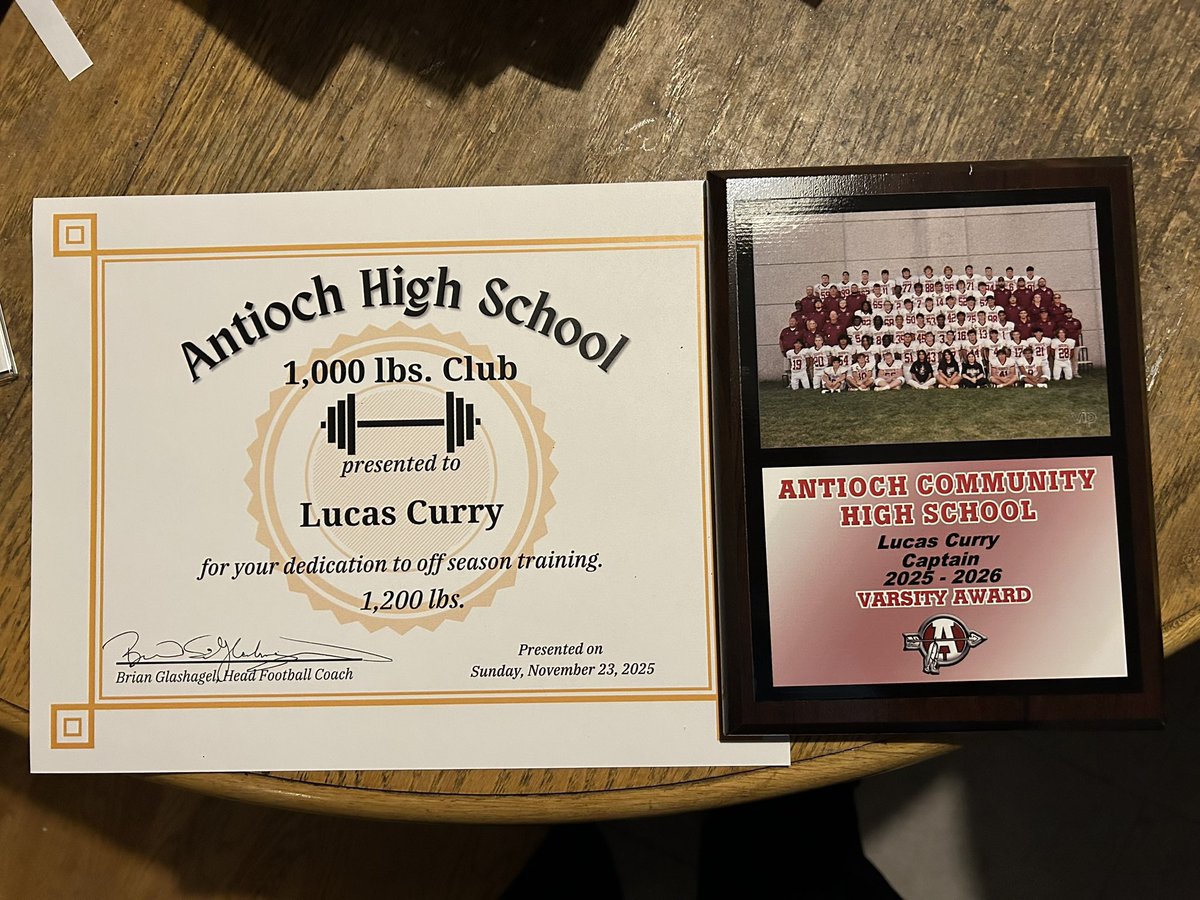 Antioch High School
1,000 lbs. Club
presented to
Lucas Curry
for your dedication to off season training.
1,200 lbs.
Brian Glashagel, Head Football Coach
Presented on
Sunday, November 23, 2025
ANTIOCH COMMUNITY
HIGH SCHOOL
Lucas Curry
Captain
2025 - 2026
VARSITY AWARD
A